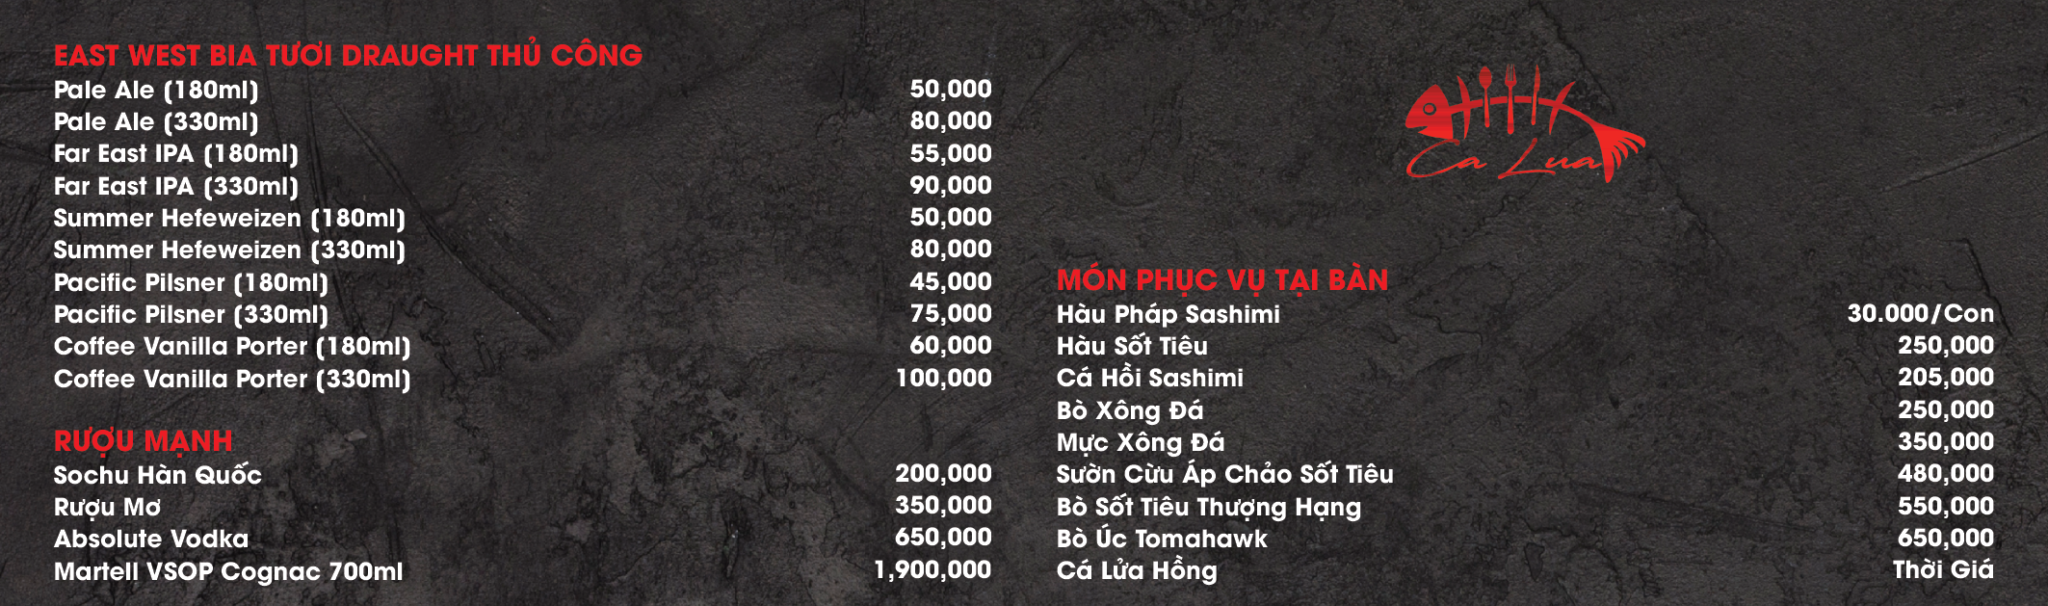 EAST WEST BIA TƯƠI DRAUGHT THỦ CÔNG
Pale Ale (180ml) 50,000
Pale Ale (330ml) 80,000
Far East IPA (180ml) 55,000
Far East IPA (330ml) 90,000
Summer Hefeweizen (180ml) 50,000
Summer Hefeweizen (330ml) 80,000
Pacific Pilsner (180ml) 45,000
Pacific Pilsner (330ml) 75,000
Coffee Vanilla Porter (180ml) 60,000
Coffee Vanilla Porter (330ml) 100,000
RƯỢU MẠNH
Sochu Hàn Quốc 200,000
Rượu Mơ 350,000
Absolute Vodka 650,000
Martell VSOP Cognac 700ml 1,900,000
Ca Lua
MÓN PHỤC VỤ TẠI BÀN
Hàu Pháp Sashimi 30.000/Con
Hàu Sốt Tiêu 250,000
Cá Hồi Sashimi 205,000
Bò Xông Đá 250,000
Mực Xông Đá 350,000
Sườn Cừu Áp Chảo Sốt Tiêu 480,000
Bò Sốt Tiêu Thượng Hạng 550,000
Bò Úc Tomahawk 650,000
Cá Lửa Hồng Thời Giá